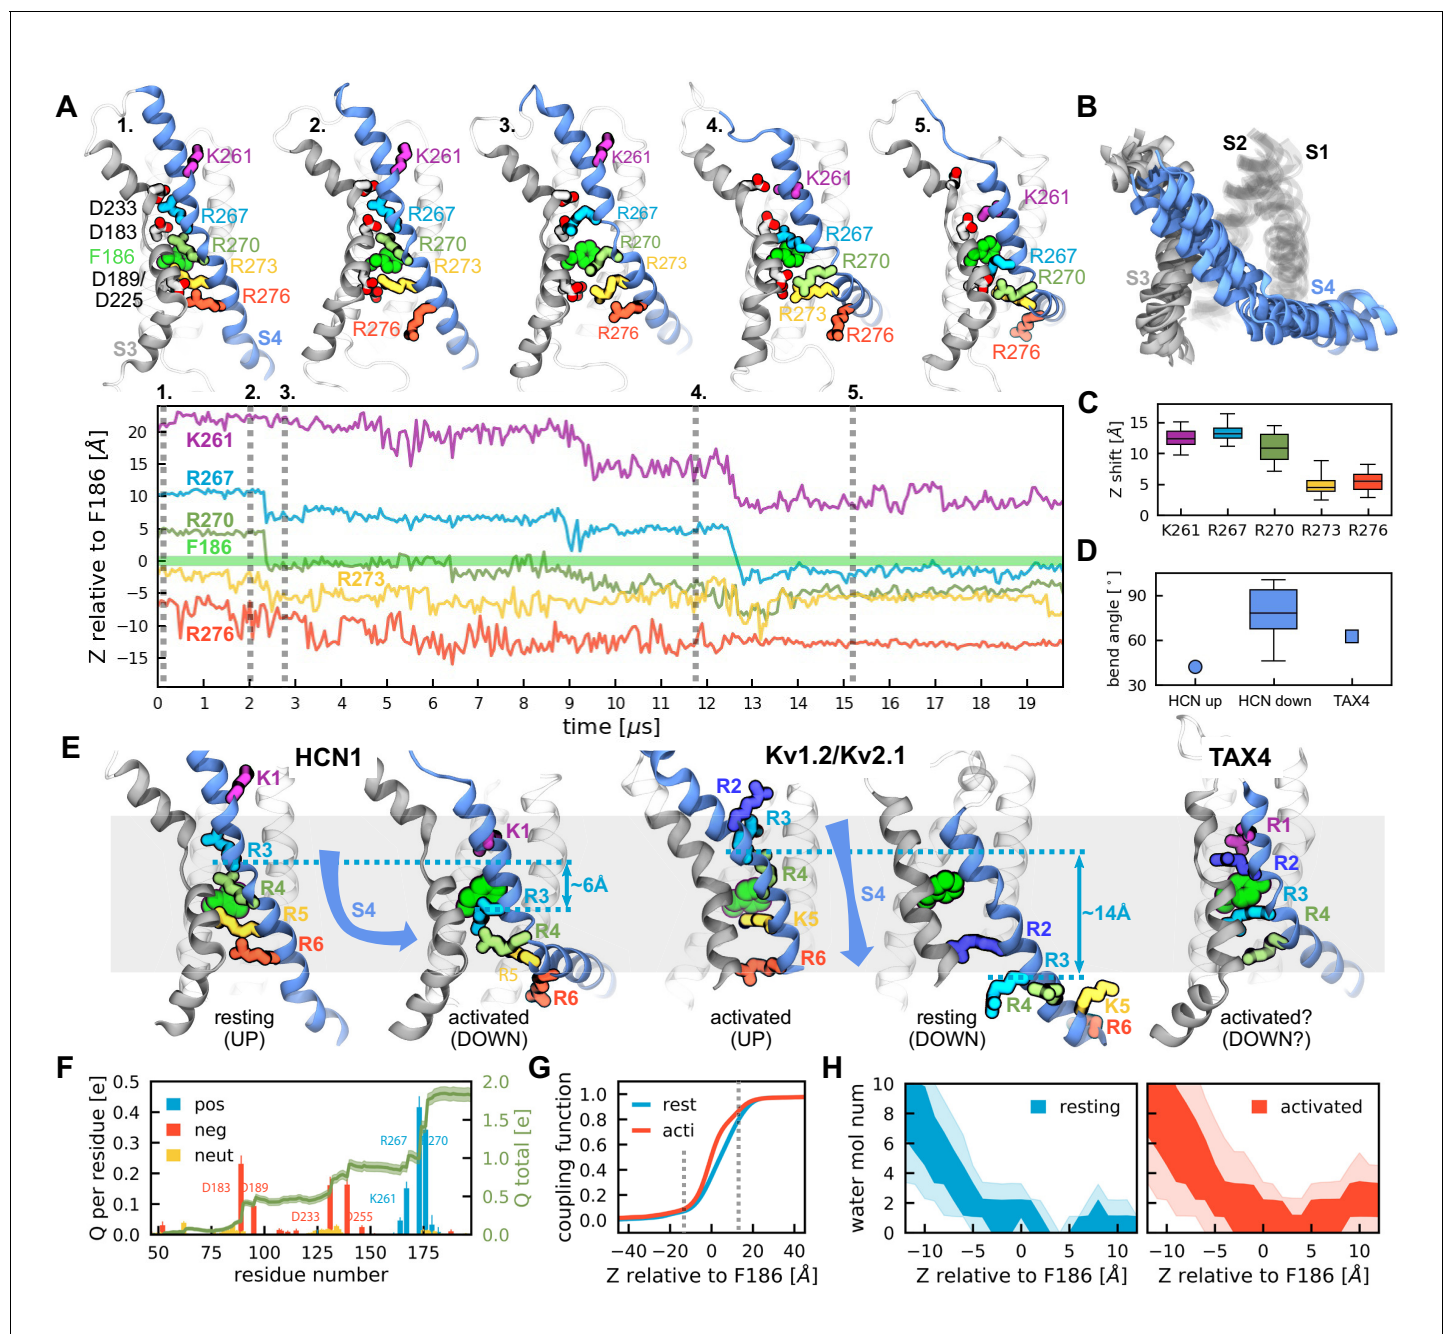 A
1.
K261
D233
D183
R267
F186
R270
R273
D189/
D225
R276
S3
S4
2.
K261
R267
R270
R273
R276
3.
K261
R267
R270
R273
R276
4.
K261
R267
R270
R273
R276
5.
K261
R267
R270
R276
B
S2
S1
S3
S4
1.
2.
3.
4.
5.
Z relative to F186 [Å]
20
15
10
5
0
−5
−10
−15
K261
R267
R270
F186
R273
R276
0 1 2 3 4 5 6 7 8 9 10 11 12 13 14 15 16 17 18 19
time [μs]
C
Z shift [Å]
15
10
5
0
K261 R267 R270 R273 R276
D
bend angle [°]
90
60
30
HCN up HCN down TAX4
E
HCN1
Kv1.2/Kv2.1
TAX4
K1
R3
R4
R5
R6
resting
(UP)
S4
K1
R3
R4
R5
R6
activated
(DOWN)
~6Å
R2
R3
R4
K5
R6
activated
(UP)
S4
R2
R3
R4
K5
R6
resting
(DOWN)
~14Å
R1
R2
R3
R4
activated?
(DOWN?)
F
Q per residue [e]
0.5
0.4
0.3
0.2
0.1
0.0
pos
neg
neut
D183
D189
D233
D255
K261
R267
270
2.0
1.5
1.0
0.5
0.0
Q total [e]
50 75 100 125 150 175
residue number
G
coupling function
1.0
0.8
0.6
0.4
0.2
0.0
rest
acti
−40 −20 0 20 40
Z relative to F186 [Å]
H
water mol num
10
8
6
4
2
0
resting
−10 −5 0 5 10
Z relative to F186 [Å]
activated
−10 −5 0 5 10
Z relative to F186 [Å]